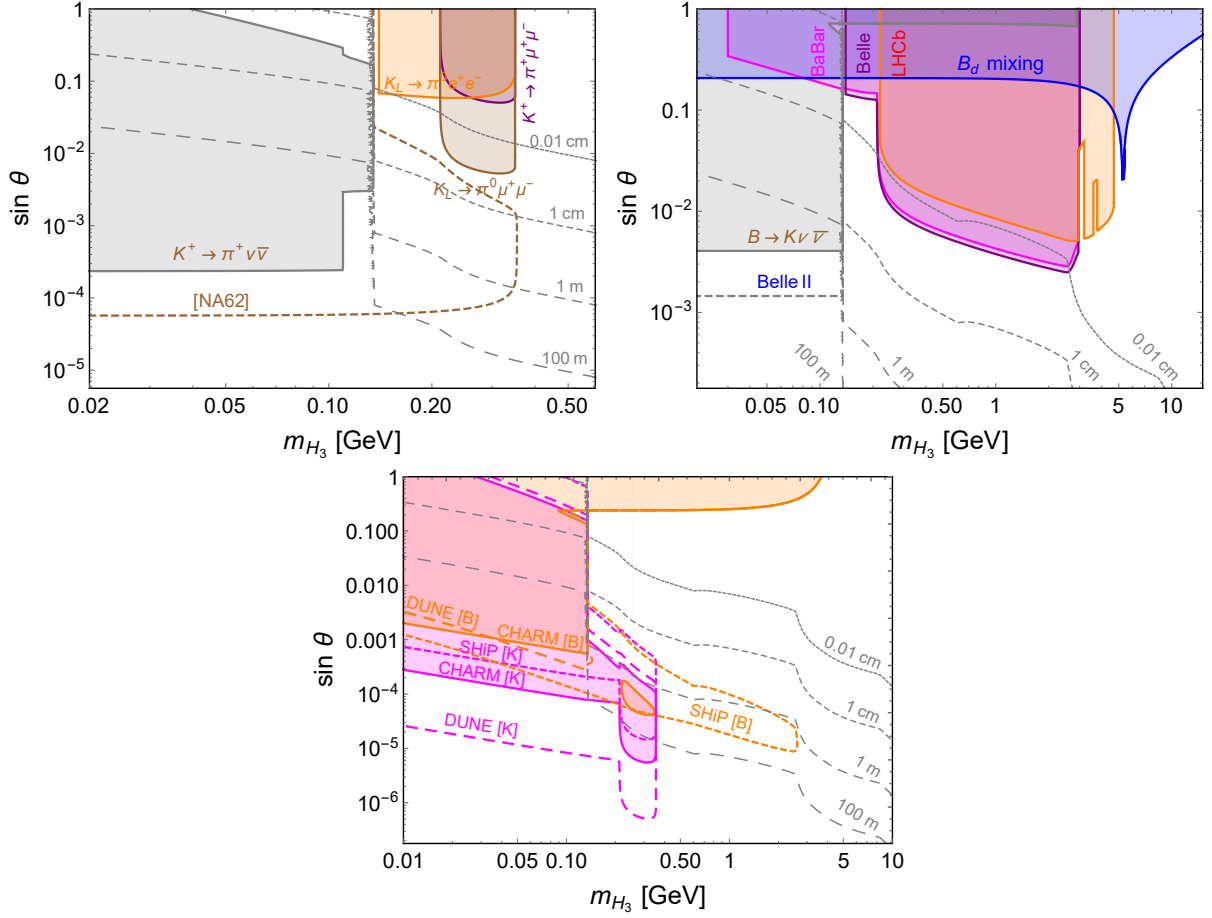 1
0.1
10⁻²
10⁻³
10⁻⁴
10⁻⁵
sin θ
K_L → π⁰e⁺e⁻
K⁺→π⁺μ⁺μ⁻
0.01 cm
K_L → π⁰μ⁺μ⁻
1 cm
K⁺→π⁺νν̄
[NA62]
1 m
100 m
0.02 0.05 0.10 0.20 0.50
m_H₃ [GeV]
1
0.1
10⁻²
10⁻³
sin θ
BaBar
Belle
LHCb
B_d mixing
B→Kν ν̄
Belle II
100 m
1 m
1 cm
0.01 cm
0.05 0.10 0.50 1 5 10
m_H₃ [GeV]
1
0.100
0.010
0.001
10⁻⁴
10⁻⁵
10⁻⁶
sin θ
DUNE [B]
CHARM [B]
SHiP [K]
CHARM [K]
DUNE [K]
SHiP [B]
0.01 cm
1 cm
1 m
100 m
0.01 0.05 0.10 0.50 1 5 10
m_H₃ [GeV]